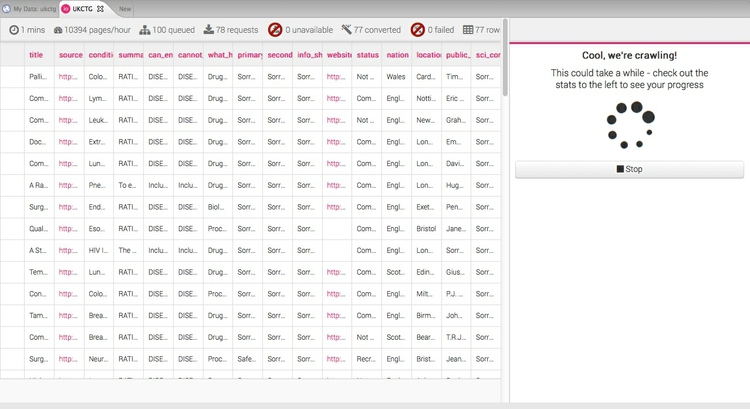 My Data: ukctg UKCTG New
1 mins 10394 pages/hour 100 queued 78 requests 0 unavailable 77 converted 0 failed 77 row
title source conditi summa can_en cannot_ what_h primary second info_sh website status nation locatio public_ sci_cor
Palli... http:... Colo... RATI... DISE... DISE... Drug... Sorr... Sorr... Sorr... http:... Not ... Wales Card... Tim... Sorr...
Com... http:... Lym... RATI... DISE... DISE... Drug... Sorr... Sorr... Sorr... http:... Com... Engl... Notti... Eric ... Sorr...
Com... http:... Leuk... RATI... DISE... DISE... Drug... Sorr... Sorr... Sorr... http:... Not ... Engl... New... Grah... Sorr...
Doc... http:... Extr... RATI... DISE... DISE... Drug... Sorr... Sorr... Sorr... http:... Com... Engl... Lon... Em... Sorr...
Com... http:... Lun... RATI... DISE... DISE... Drug... Sorr... Sorr... Sorr... http:... Com... Engl... Lon... Davi... Sorr...
A Ra... http:... Pne... To e... Inclu... Inclu... Drug... Sorr... Sorr... Sorr... http:... Com... Engl... Lon... Hug... Sorr...
Surg... http:... End... RATI... DISE... DISE... Biol... Sorr... Sorr... Sorr... http:... Com... Engl... Exet... Pen... Sorr...
Qual... http:... Eso... RATI... DISE... DISE... Proc... Sorr... Sorr... Sorr... Com... Engl... Bristol Jane... Sorr...
A St... http:... HIV I... The ... Inclu... Inclu... Drug... Sorr... Sorr... Sorr... Com... Engl... Lon... Sorr... Sorr...
Tem... http:... Lun... RATI... DISE... DISE... Drug... Sorr... Sorr... Sorr... http:... Com... Scot... Edin... Gius... Sorr...
Con... http:... Colo... RATI... DISE... DISE... Proc... Sorr... Sorr... Sorr... http:... Com... Engl... Milt... P.J. ... Sorr...
Tam... http:... Brea... RATI... DISE... DISE... Drug... Sorr... Sorr... Sorr... http:... Com... Engl... Birm... Joh... Sorr...
Com... http:... Brea... RATI... DISE... DISE... Drug... Sorr... Sorr... Sorr... http:... Not ... Scot... Bear... T.R.J... Sorr...
Surg... http:... Neur... RATI... DISE... DISE... Proc... Safe... Sorr... Sorr... http:... Recr... Engl... Brist... Jean... Sorr...
Cool, we're crawling!
This could take a while - check out the
stats to the left to see your progress
Stop